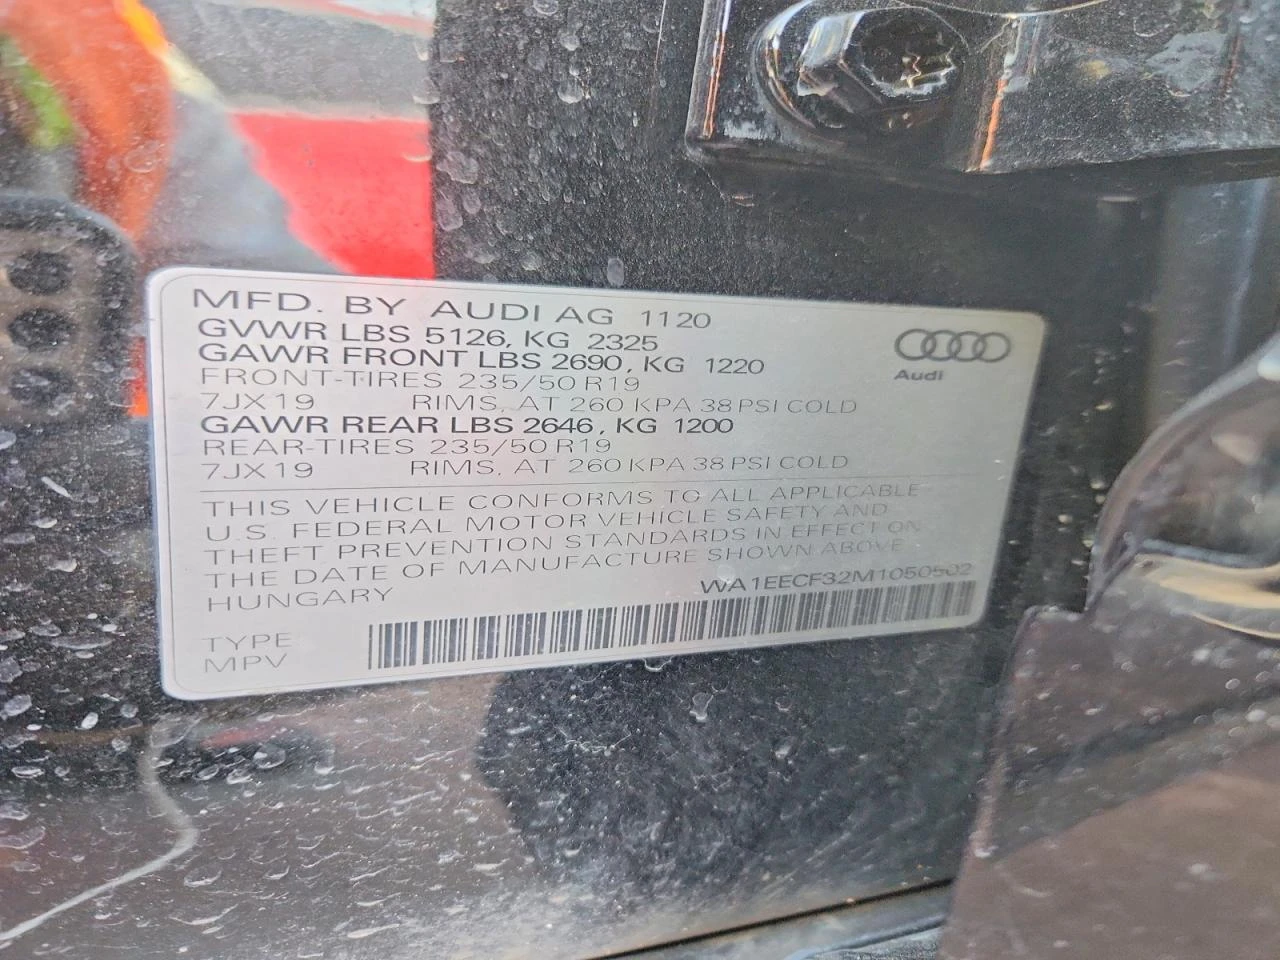 MFD. BY AUDI AG 1120
GVWR LBS 5126, KG 2325
GAWR FRONT LBS 2690, KG 1220
FRONT-TIRES 235/50 R19
7JX19 RIMS, AT 260 KPA 38 PSI COLD
GAWR REAR LBS 2646, KG 1200
REAR-TIRES 235/50 R19
7JX19 RIMS, AT 260 KPA 38 PSI COLD
Audi
THIS VEHICLE CONFORMS TO ALL APPLICABLE
U.S. FEDERAL MOTOR VEHICLE SAFETY AND
THEFT PREVENTION STANDARDS IN EFFECT ON
THE DATE OF MANUFACTURE SHOWN ABOVE
HUNGARY WA1EECF32M1050502
TYPE
MPV